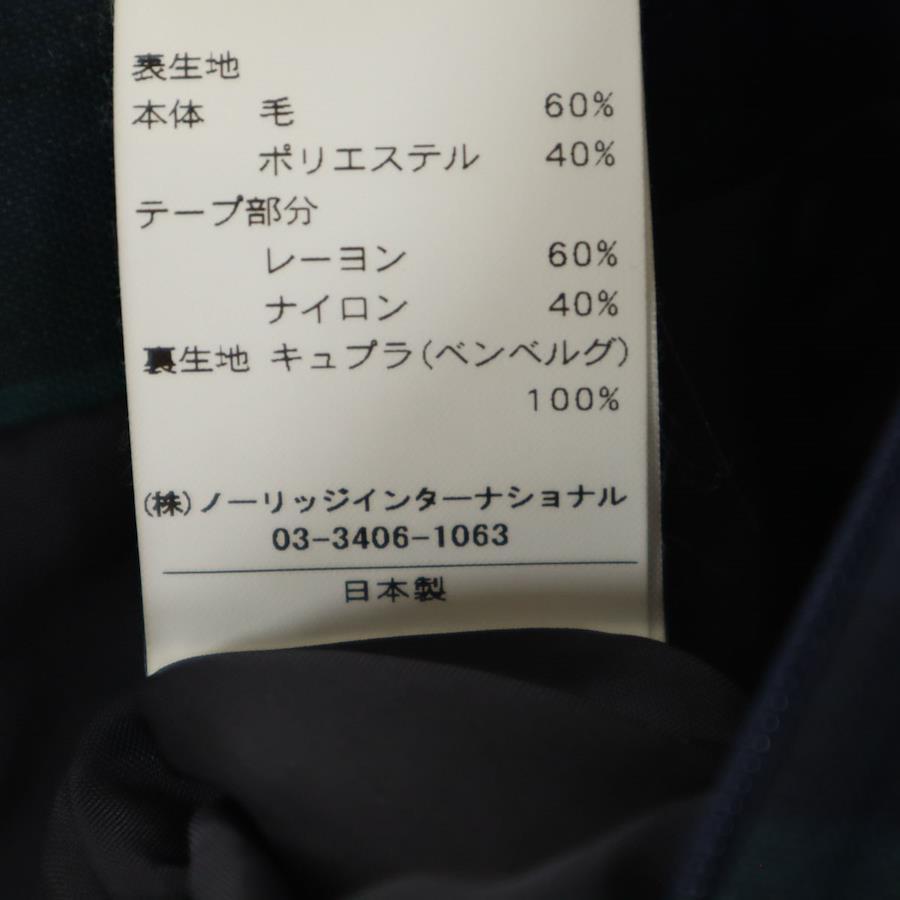 表生地
本体 毛 60%
ポリエステル 40%
テープ部分
レーヨン 60%
ナイロン 40%
裏生地 キュプラ(ベンベルグ)
100%
(株)ノーリッジインターナショナル
03-3406-1063
日本製